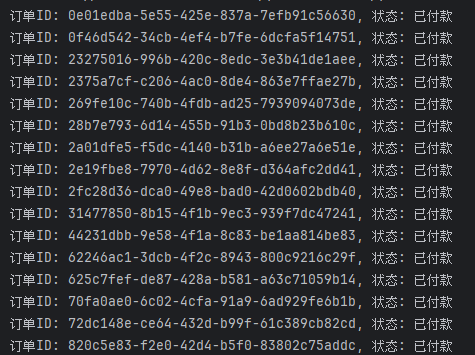 订单ID: 0e01edba-5e55-425e-837a-7efb91c56630, 状态: 已付款
订单ID: 0f46d542-34cb-4ef4-b7fe-6dcfa5f14751, 状态: 已付款
订单ID: 23275016-996b-420c-8edc-3e3b41de1aee, 状态: 已付款
订单ID: 2375a7cf-c206-4ac0-8de4-863e7ffae27b, 状态: 已付款
订单ID: 269fe10c-740b-4fdb-ad25-7939094073de, 状态: 已付款
订单ID: 28b7e793-6d14-455b-91b3-0bd8b23b610c, 状态: 已付款
订单ID: 2a01dfe5-f5dc-4140-b31b-a6ee27a6e51e, 状态: 已付款
订单ID: 2e19fbe8-7970-4d62-8e8f-d364afc2dd41, 状态: 已付款
订单ID: 2fc28d36-dca0-49e8-bad0-42d0602bdb40, 状态: 已付款
订单ID: 31477850-8b15-4f1b-9ec3-939f7dc47241, 状态: 已付款
订单ID: 44231dbb-9e58-4f1a-8c83-be1aa814be83, 状态: 已付款
订单ID: 62246ac1-3dcb-4f2c-8943-800c9216c29f, 状态: 已付款
订单ID: 625c7fef-de87-428a-b581-a63c71059b14, 状态: 已付款
订单ID: 70fa0ae0-6c02-4cfa-91a9-6ad929fe6b1b, 状态: 已付款
订单ID: 72dc148e-ce64-432d-b99f-61c389cb82cd, 状态: 已付款
订单ID: 820c5e83-f2e0-42d4-b5f0-83802c75addc, 状态: 已付款